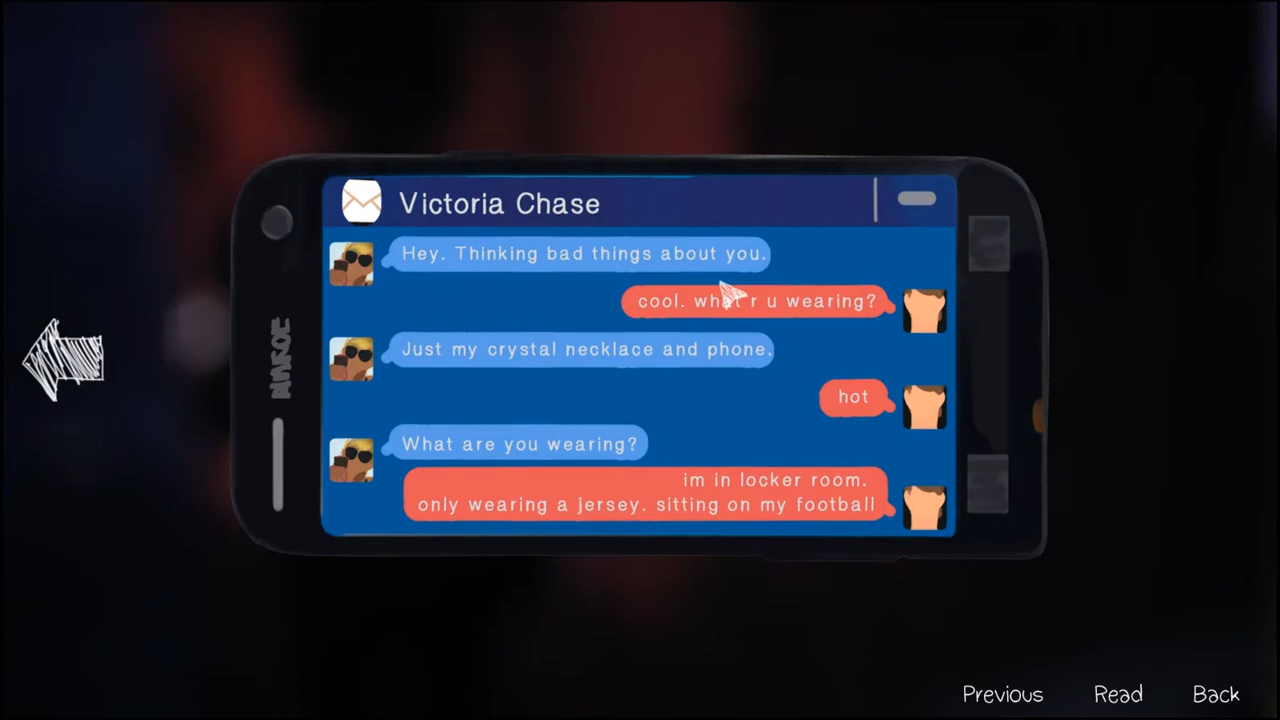 Victoria Chase
Hey. Thinking bad things about you.
cool. what r u wearing?
Just my crystal necklace and phone.
hot
What are you wearing?
im in locker room.
only wearing a jersey. sitting on my football
Previous
Read
Back